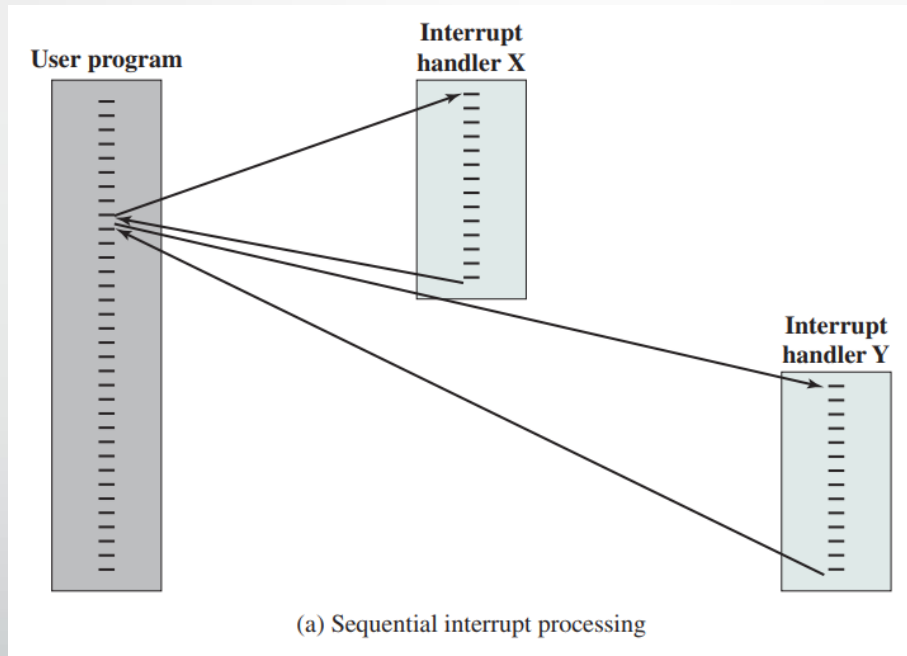 User program
Interrupt
handler X
Interrupt
handler Y
(a) Sequential interrupt processing